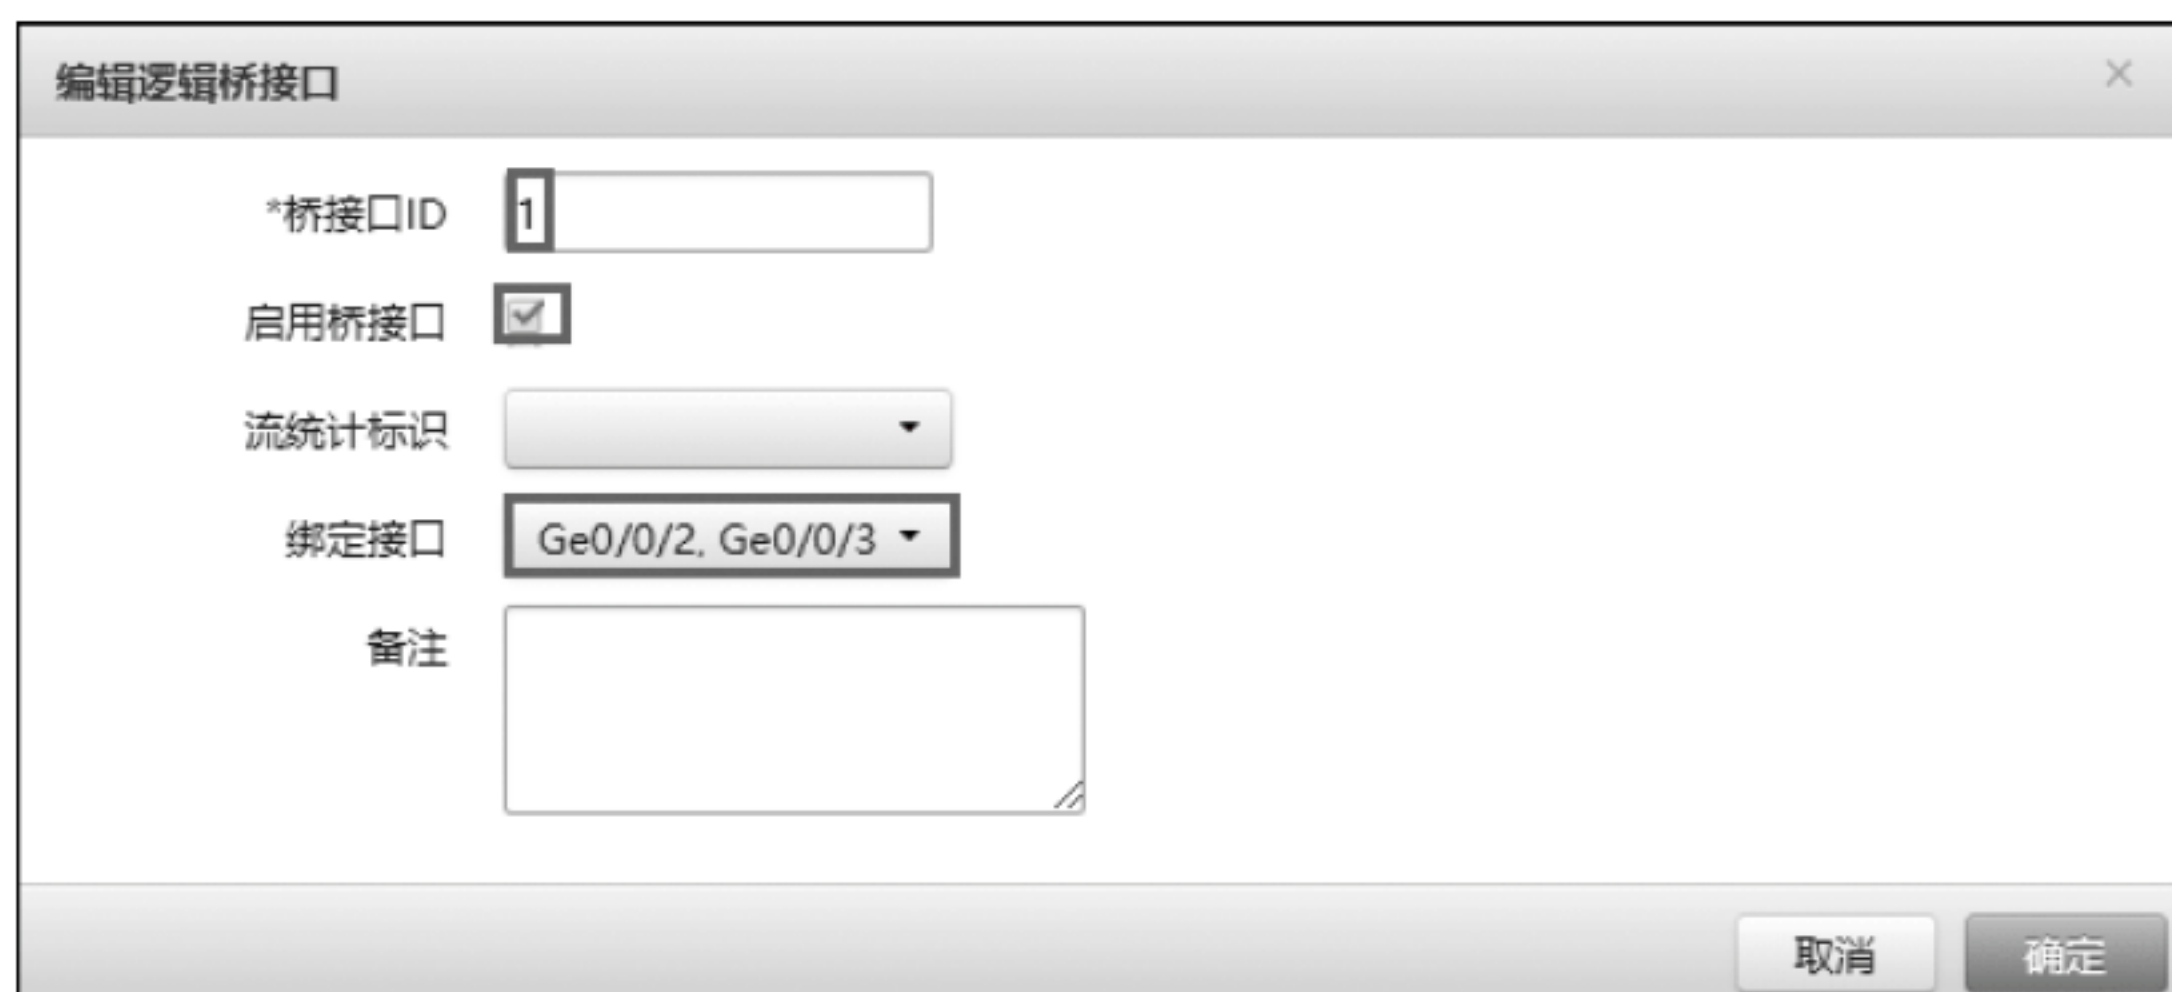 编辑逻辑桥接口 ×
*桥接口ID 1
启用桥接口
流统计标识
绑定接口 Ge0/0/2, Ge0/0/3
备注
取消 确定